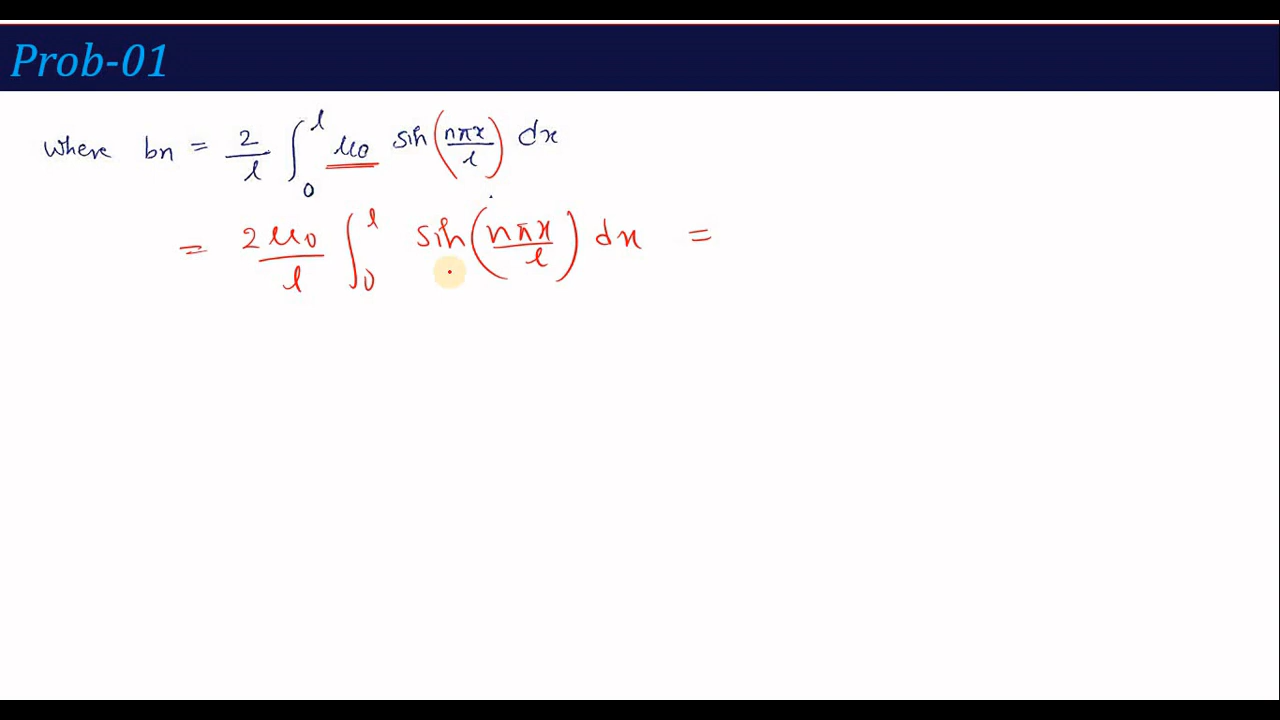 Prob-01
where bn = 2/l ∫₀ˡ u₀ sin(nπx/l) dx
= 2u₀/l ∫₀ˡ sin(nπx/l) dx =